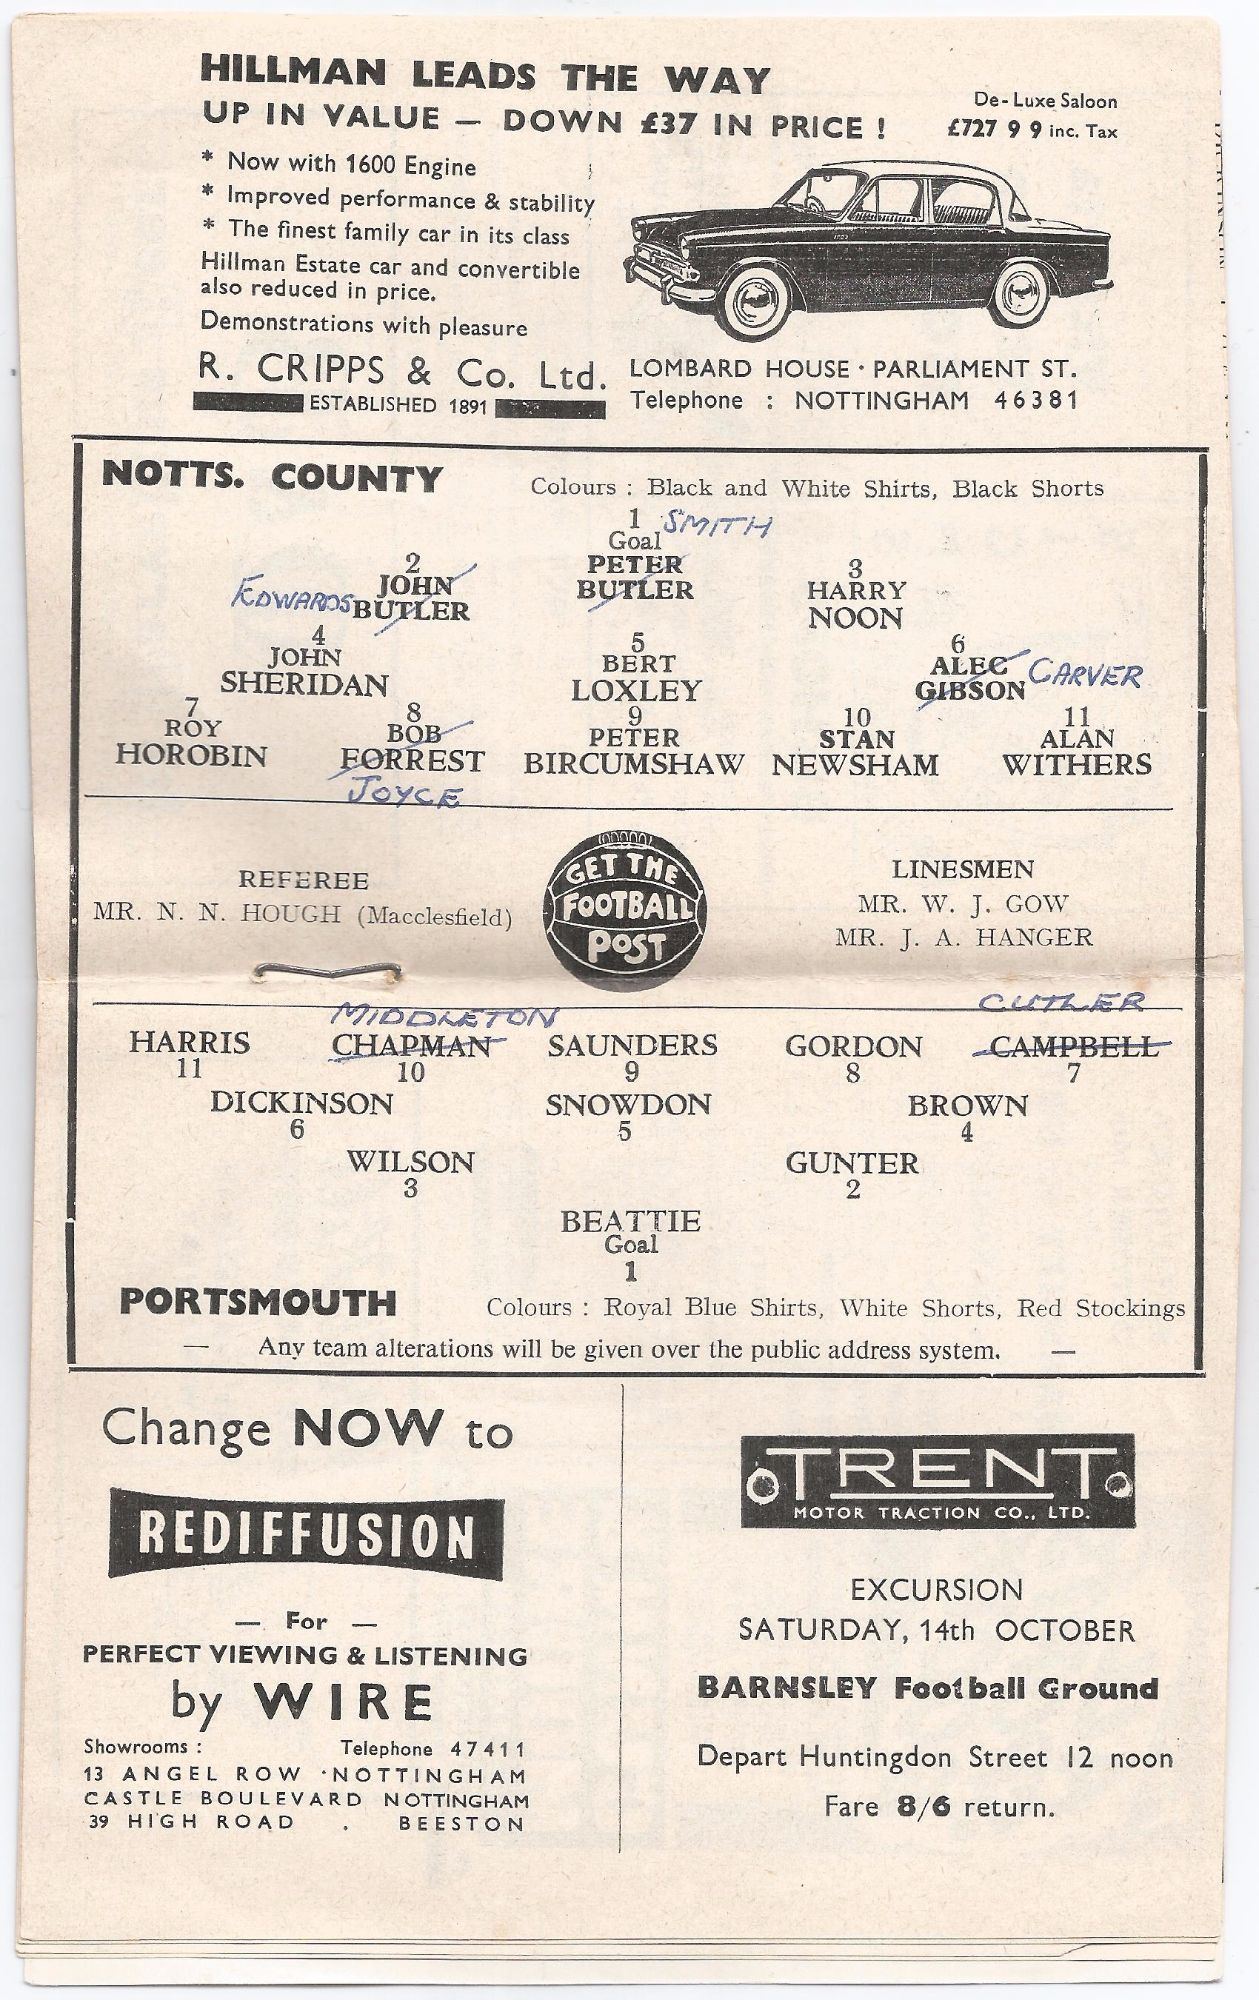 HILLMAN LEADS THE WAY
UP IN VALUE — DOWN £37 IN PRICE !
De-Luxe Saloon
£727 9 9 inc. Tax
* Now with 1600 Engine
* Improved performance & stability
* The finest family car in its class
Hillman Estate car and convertible
also reduced in price.
Demonstrations with pleasure
R. CRIPPS & Co. Ltd.
ESTABLISHED 1891
LOMBARD HOUSE · PARLIAMENT ST.
Telephone : NOTTINGHAM 46381
NOTTS. COUNTY
Colours : Black and White Shirts, Black Shorts
1 SMITH
Goal
PETER
BUTLER
2
JOHN
EDWARDS BUTLER
3
HARRY
NOON
4
JOHN
SHERIDAN
5
BERT
LOXLEY
6
ALEC
GIBSON CARVER
7
ROY
HOROBIN
8
BOB
FORREST
JOYCE
9
PETER
BIRCUMSHAW
10
STAN
NEWSHAM
11
ALAN
WITHERS
REFEREE
MR. N. N. HOUGH (Macclesfield)
GET THE
FOOTBALL
POST
LINESMEN
MR. W. J. GOW
MR. J. A. HANGER
MIDDLETON CUTLER
HARRIS CHAPMAN SAUNDERS GORDON CAMPBELL
11 10 9 8 7
DICKINSON SNOWDON BROWN
6 5 4
WILSON GUNTER
3 2
BEATTIE
Goal
1
PORTSMOUTH
Colours : Royal Blue Shirts, White Shorts, Red Stockings
— Any team alterations will be given over the public address system. —
Change NOW to
REDIFFUSION
— For —
PERFECT VIEWING & LISTENING
by WIRE
Showrooms : Telephone 47411
13 ANGEL ROW · NOTTINGHAM
CASTLE BOULEVARD NOTTINGHAM
39 HIGH ROAD . BEESTON
TRENT
MOTOR TRACTION CO., LTD.
EXCURSION
SATURDAY, 14th OCTOBER
BARNSLEY Football Ground
Depart Huntingdon Street 12 noon
Fare 8/6 return.